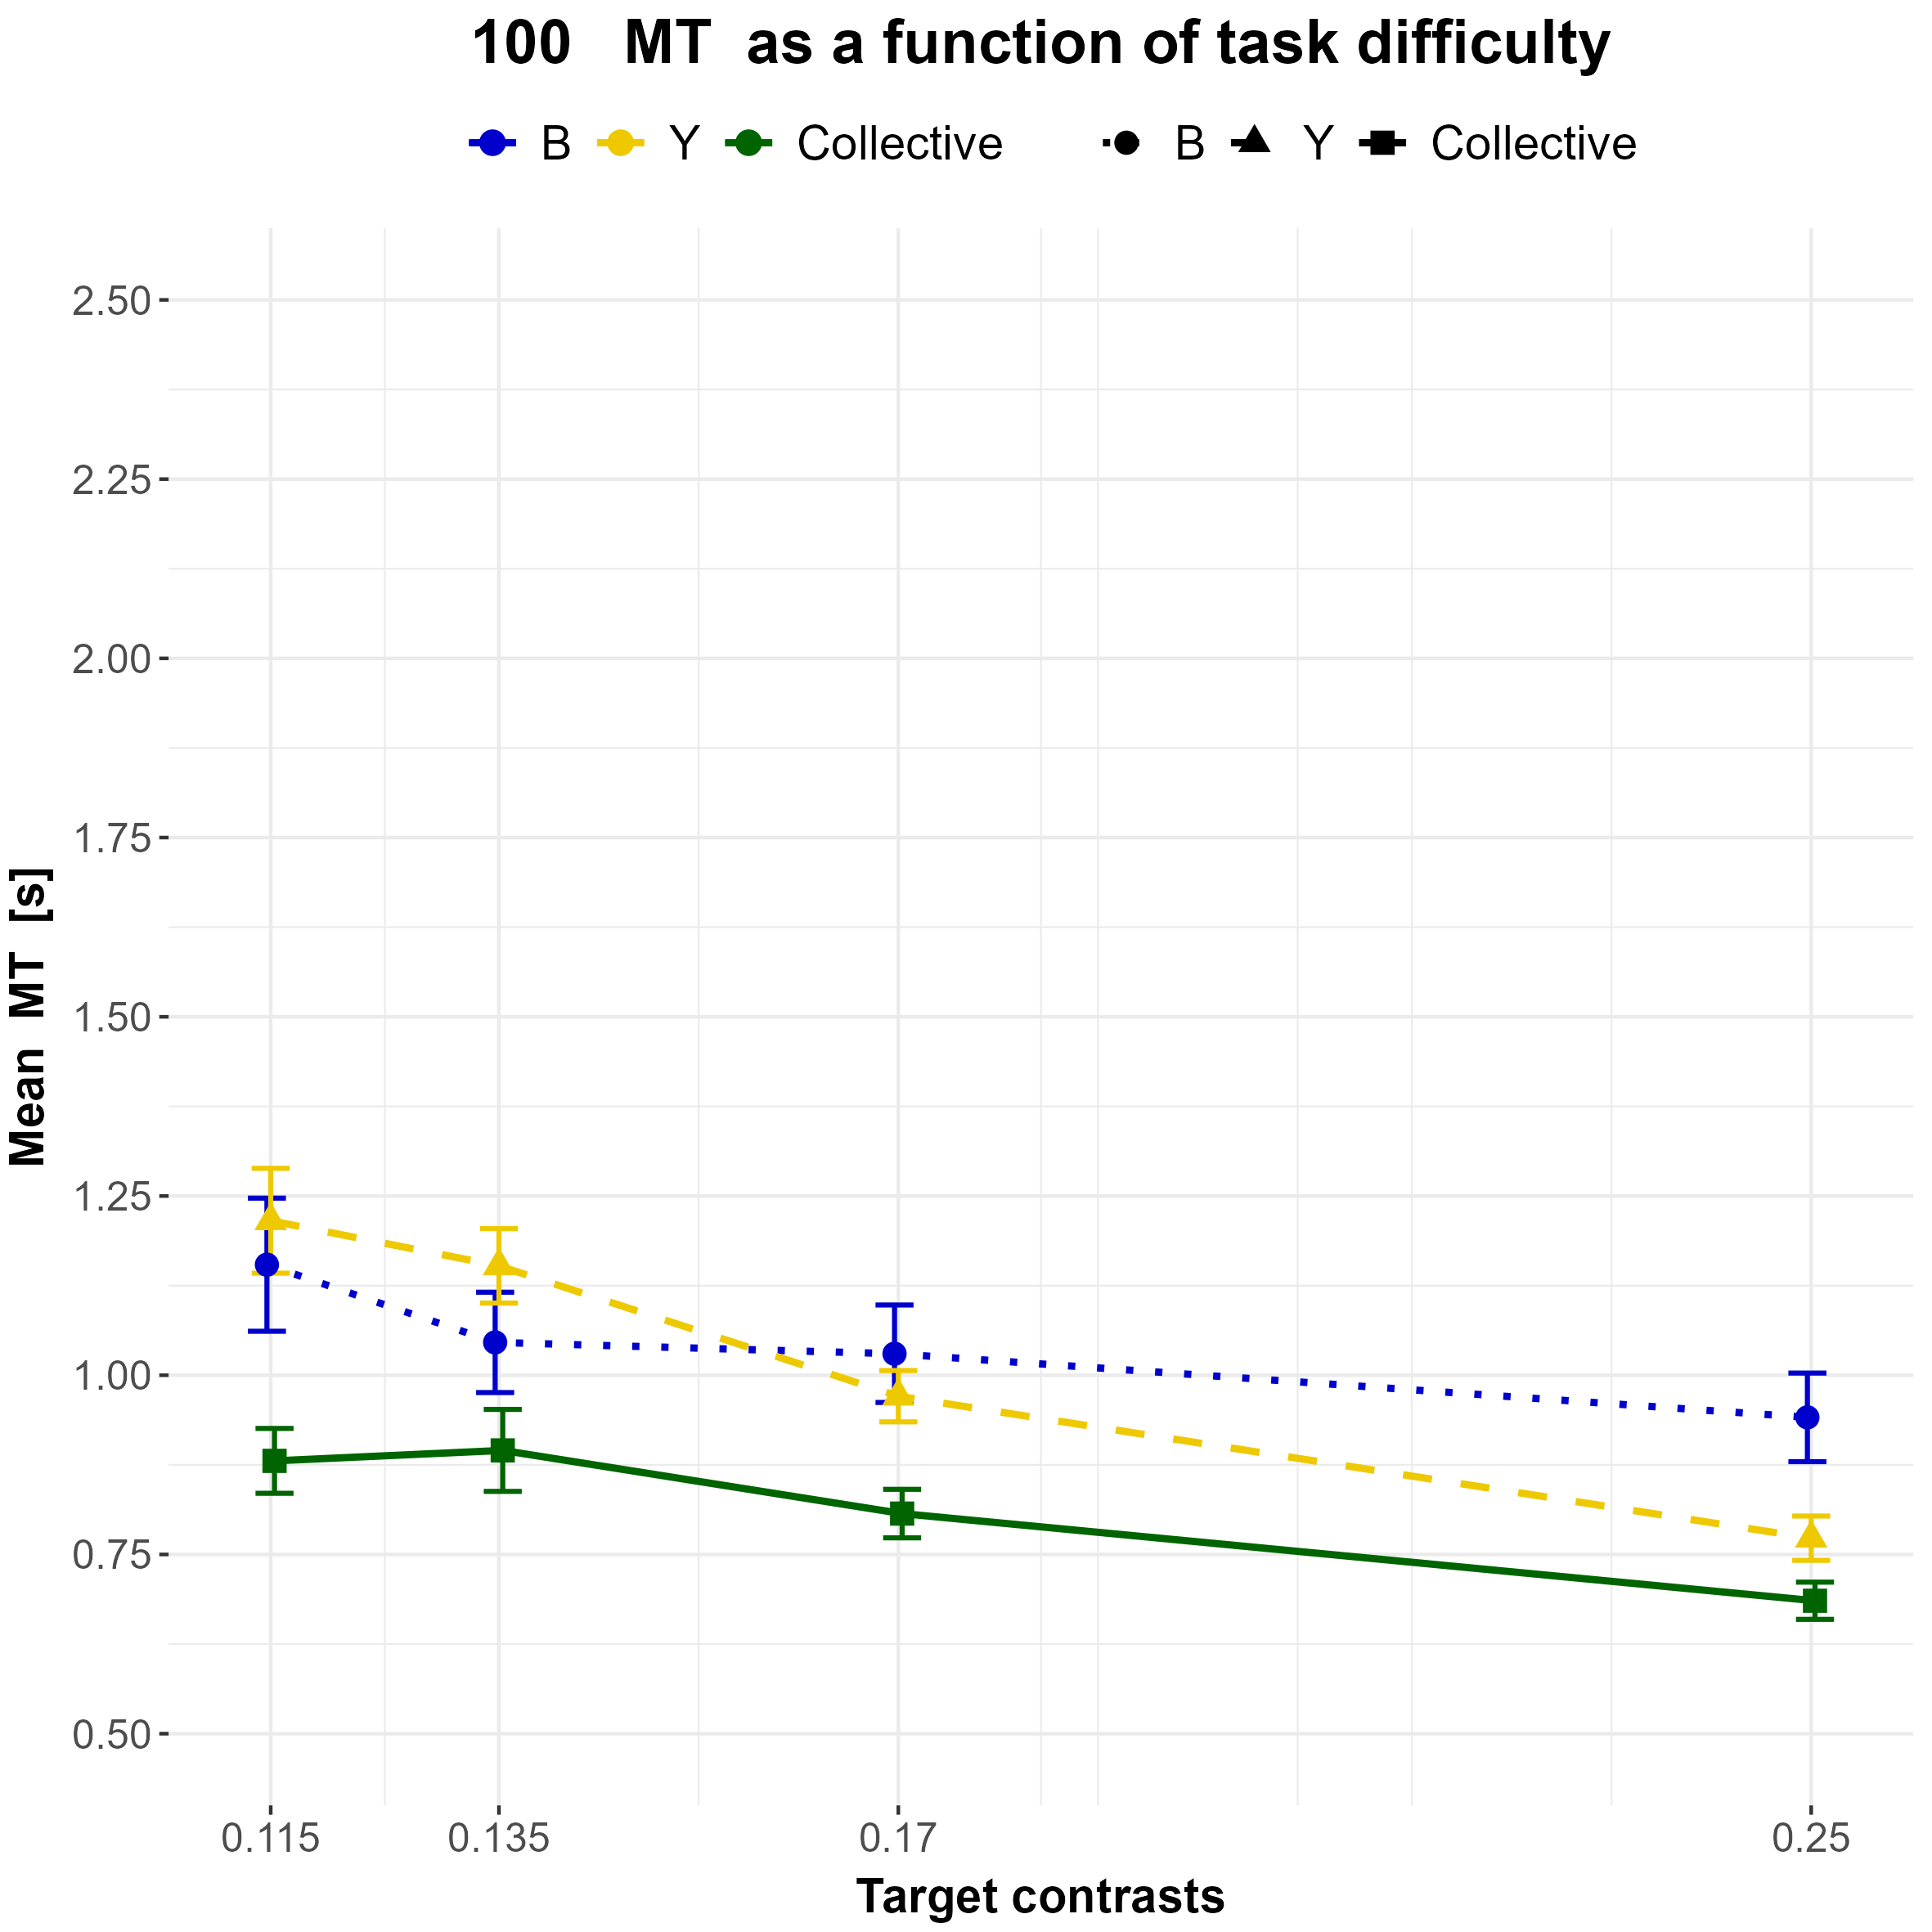 100 MT as a function of task difficulty
B Y Collective B Y Collective
2.50
2.25
2.00
1.75
1.50
1.25
1.00
0.75
0.50
Mean MT [s]
0.115 0.135 0.17 0.25
Target contrasts